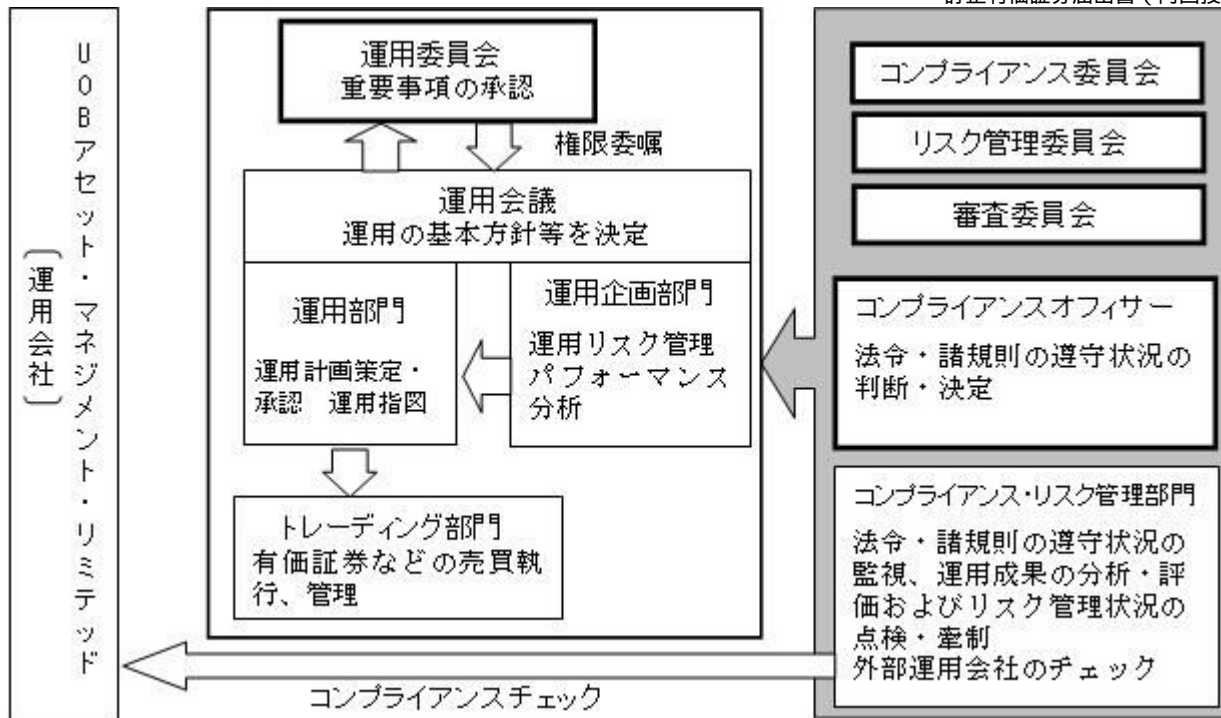 訂正有価証券届出書(内国投
UOBアセット・マネジメント・リミテッド
〔運用会社〕
運用委員会
重要事項の承認
権限委嘱
運用会議
運用の基本方針等を決定
運用部門
運用計画策定・
承認　運用指図
運用企画部門
運用リスク管理
パフォーマンス
分析
トレーディング部門
有価証券などの売買執
行、管理
コンプライアンス委員会
リスク管理委員会
審査委員会
コンプライアンスオフィサー
法令・諸規則の遵守状況の
判断・決定
コンプライアンス・リスク管理部門
法令・諸規則の遵守状況の
監視、運用成果の分析・評
価およびリスク管理状況の
点検・牽制
外部運用会社のチェック
コンプライアンスチェック